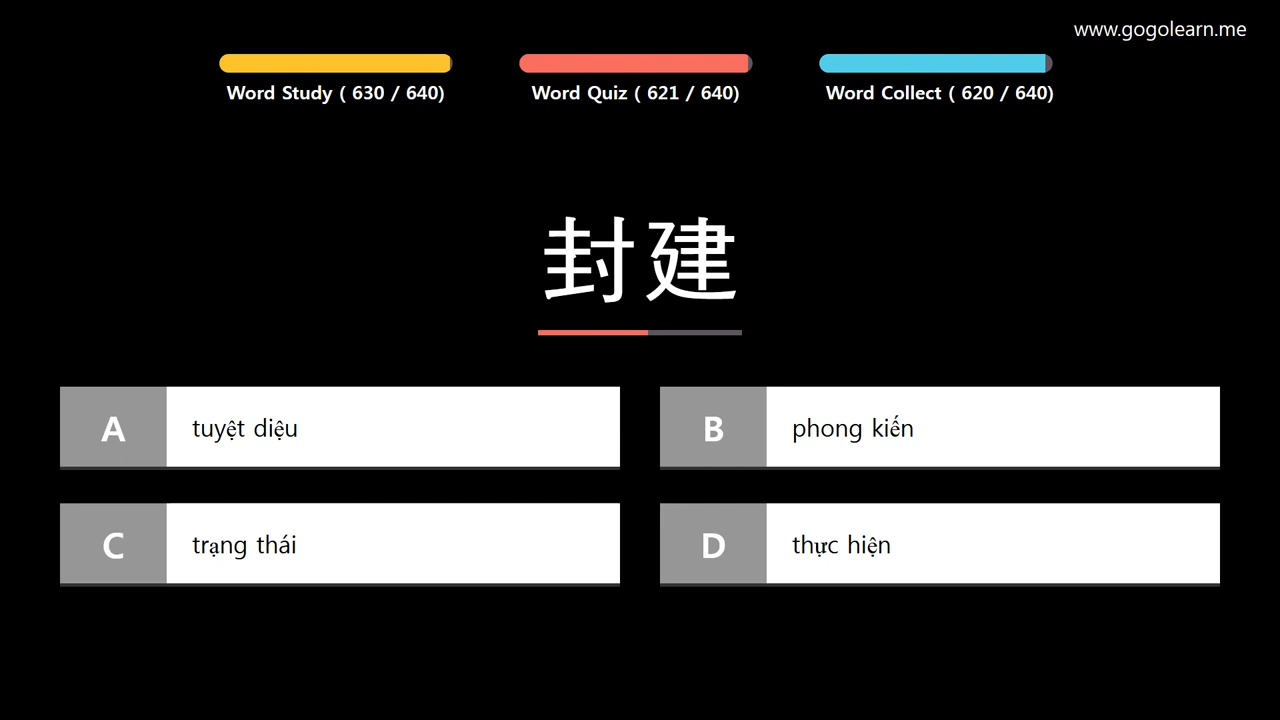 www.gogolearn.me
Word Study ( 630 / 640)
Word Quiz ( 621 / 640)
Word Collect ( 620 / 640)
封建
A tuyệt diệu
B phong kiến
C trạng thái
D thực hiện